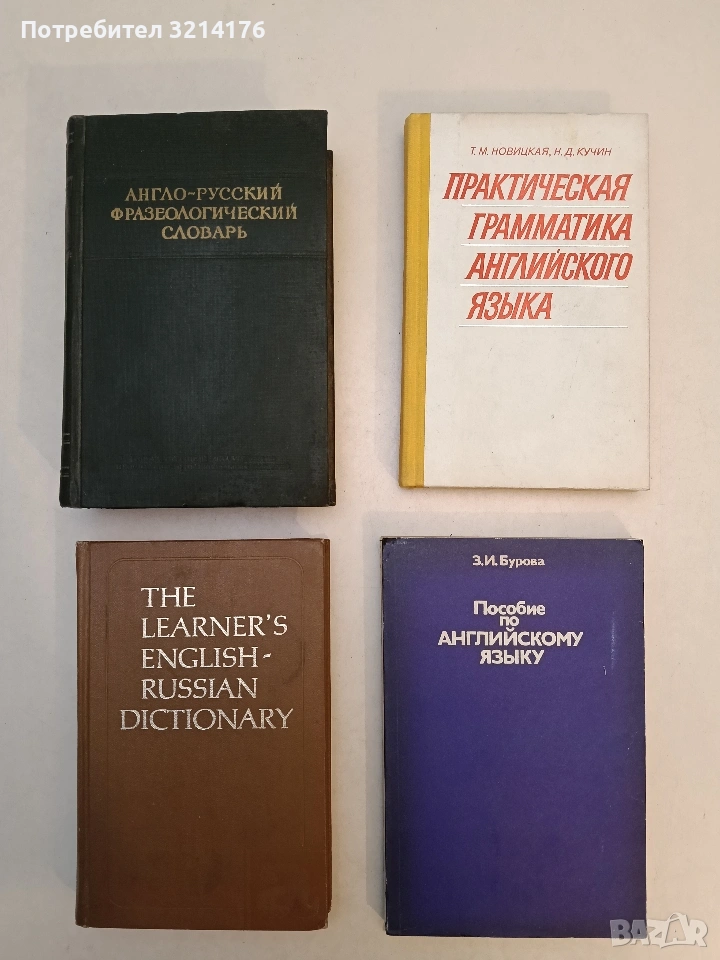 Потребител 3214176
АНГЛО-РУССКИЙ
ФРАЗЕОЛОГИЧЕСКИЙ
СЛОВАРЬ
Т. М. НОВИЦКАЯ, Н. Д. КУЧИН
ПРАКТИЧЕСКАЯ
ГРАММАТИКА
АНГЛИЙСКОГО
ЯЗЫКА
THE
LEARNER'S
ENGLISH-
RUSSIAN
DICTIONARY
З.И. Бурова
Пособие
по
АНГЛИЙСКОМУ
ЯЗЫКУ
BAZAR